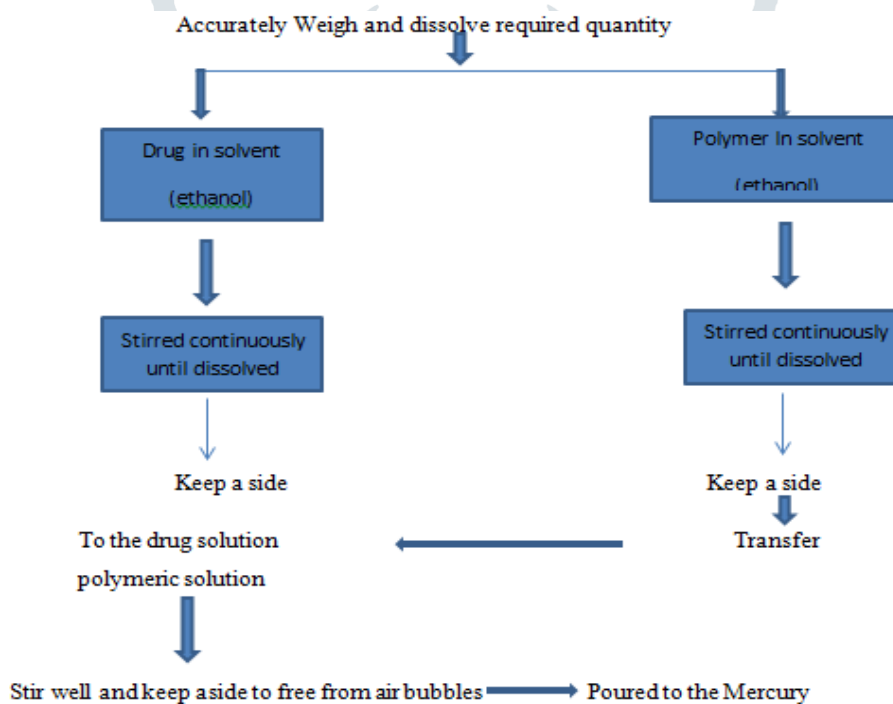 Accurately Weigh and dissolve required quantity
Drug in solvent
(ethanol)
Polymer In solvent
(ethanol)
Stirred continuously
until dissolved
Stirred continuously
until dissolved
Keep a side
Keep a side
To the drug solution
polymeric solution
Transfer
Stir well and keep aside to free from air bubbles
Poured to the Mercury